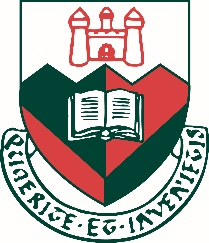 QUAERITE · ET · INVENIETIS